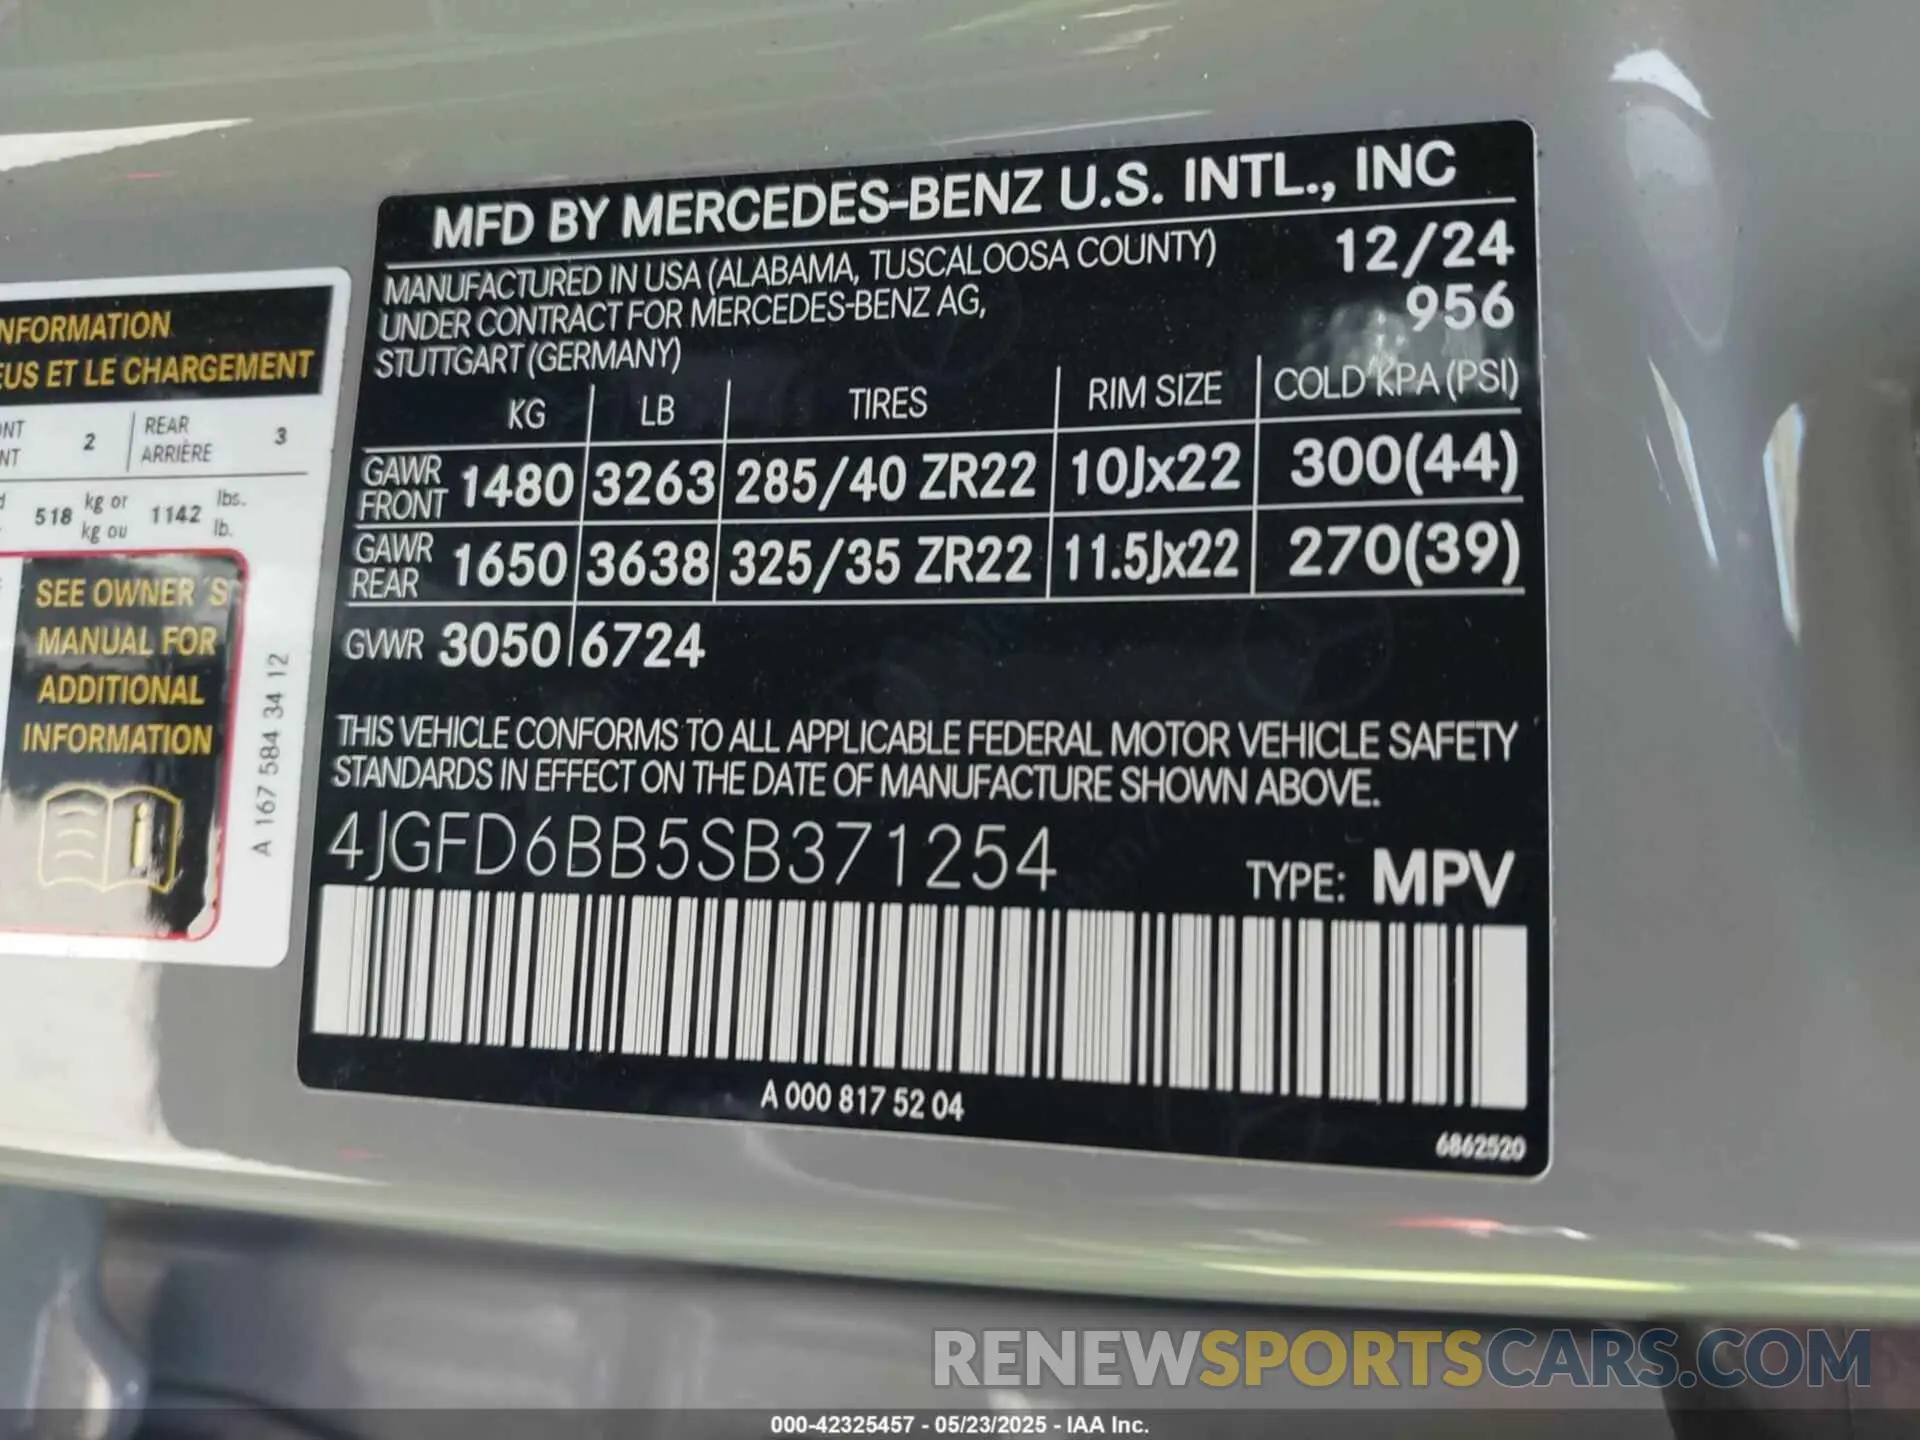 NFORMATION
EUS ET LE CHARGEMENT
2 REAR 3
ARRIÈRE
518 kg or 1142 lbs.
kg ou lb.
SEE OWNER´S
MANUAL FOR
ADDITIONAL
INFORMATION
i
A 167 584 34 12
MFD BY MERCEDES-BENZ U.S. INTL., INC
MANUFACTURED IN USA (ALABAMA, TUSCALOOSA COUNTY) 12/24
UNDER CONTRACT FOR MERCEDES-BENZ AG, 956
STUTTGART (GERMANY)
KG LB TIRES RIM SIZE COLD KPA (PSI)
GAWR FRONT 1480 3263 285/40 ZR22 10Jx22 300(44)
GAWR REAR 1650 3638 325/35 ZR22 11.5Jx22 270(39)
GVWR 3050 6724
THIS VEHICLE CONFORMS TO ALL APPLICABLE FEDERAL MOTOR VEHICLE SAFETY
STANDARDS IN EFFECT ON THE DATE OF MANUFACTURE SHOWN ABOVE.
4JGFD6BB5SB371254 TYPE: MPV
A 000 817 52 04
6862520
RENEWSPORTSCARS.COM
000-42325457 - 05/23/2025 - IAA Inc.